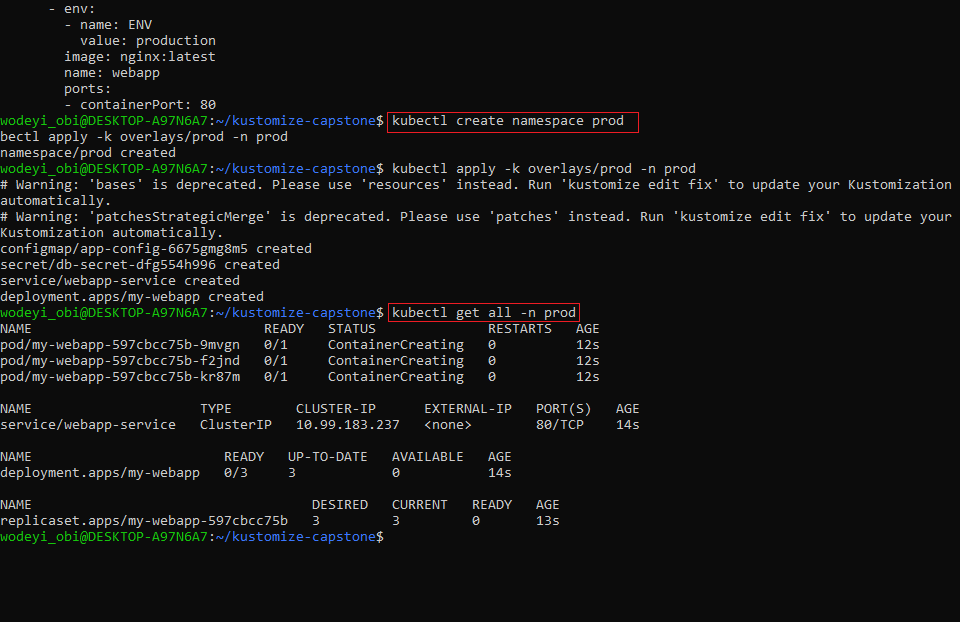 - env:
- name: ENV
value: production
image: nginx:latest
name: webapp
ports:
- containerPort: 80
wodeyi_obi@DESKTOP-A97N6A7:~/kustomize-capstone$ kubectl create namespace prod
bectl apply -k overlays/prod -n prod
namespace/prod created
wodeyi_obi@DESKTOP-A97N6A7:~/kustomize-capstone$ kubectl apply -k overlays/prod -n prod
# Warning: 'bases' is deprecated. Please use 'resources' instead. Run 'kustomize edit fix' to update your Kustomization
automatically.
# Warning: 'patchesStrategicMerge' is deprecated. Please use 'patches' instead. Run 'kustomize edit fix' to update your
Kustomization automatically.
configmap/app-config-6675gmg8m5 created
secret/db-secret-dfg554h996 created
service/webapp-service created
deployment.apps/my-webapp created
wodeyi_obi@DESKTOP-A97N6A7:~/kustomize-capstone$ kubectl get all -n prod
NAME READY STATUS RESTARTS AGE
pod/my-webapp-597cbcc75b-9mvgn 0/1 ContainerCreating 0 12s
pod/my-webapp-597cbcc75b-f2jnd 0/1 ContainerCreating 0 12s
pod/my-webapp-597cbcc75b-kr87m 0/1 ContainerCreating 0 12s
NAME TYPE CLUSTER-IP EXTERNAL-IP PORT(S) AGE
service/webapp-service ClusterIP 10.99.183.237 <none> 80/TCP 14s
NAME READY UP-TO-DATE AVAILABLE AGE
deployment.apps/my-webapp 0/3 3 0 14s
NAME DESIRED CURRENT READY AGE
replicaset.apps/my-webapp-597cbcc75b 3 3 0 13s
wodeyi_obi@DESKTOP-A97N6A7:~/kustomize-capstone$